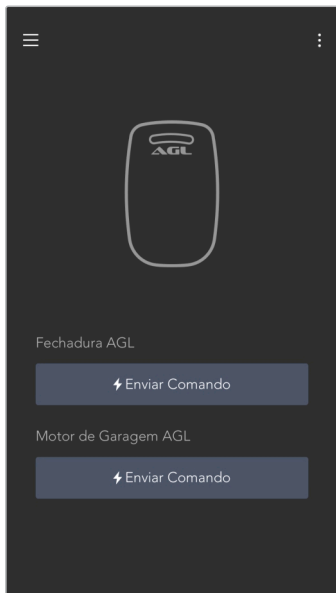 AGL
Fechadura AGL
Enviar Comando
Motor de Garagem AGL
Enviar Comando